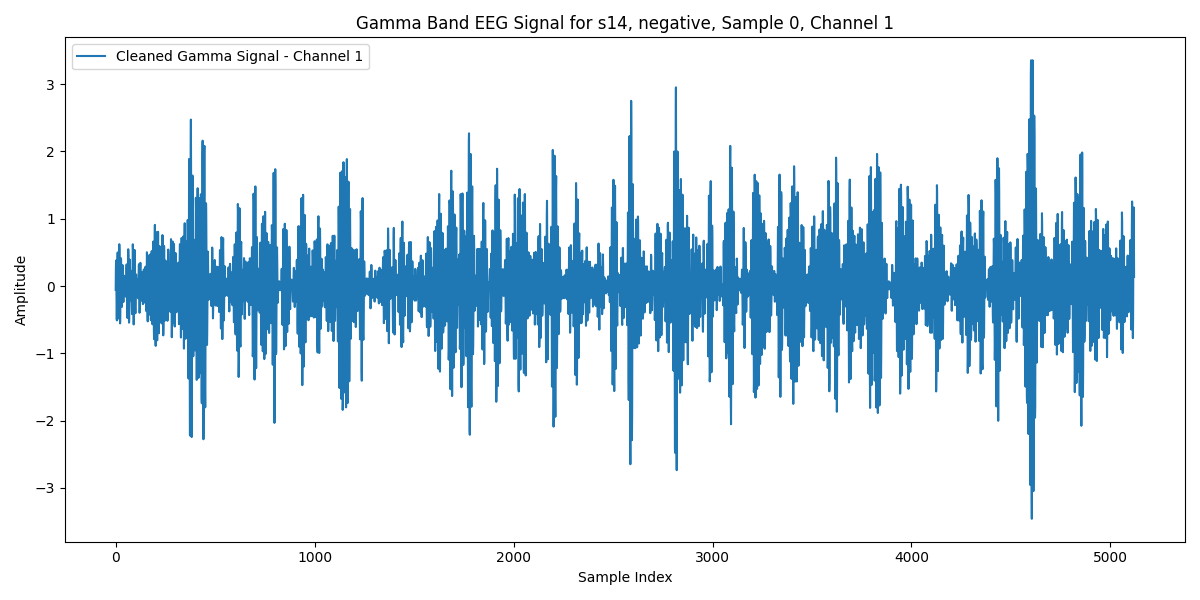 Gamma Band EEG Signal for s14, negative, Sample 0, Channel 1
Cleaned Gamma Signal - Channel 1
3
2
1
0
−1
−2
−3
Amplitude
0 1000 2000 3000 4000 5000
Sample Index